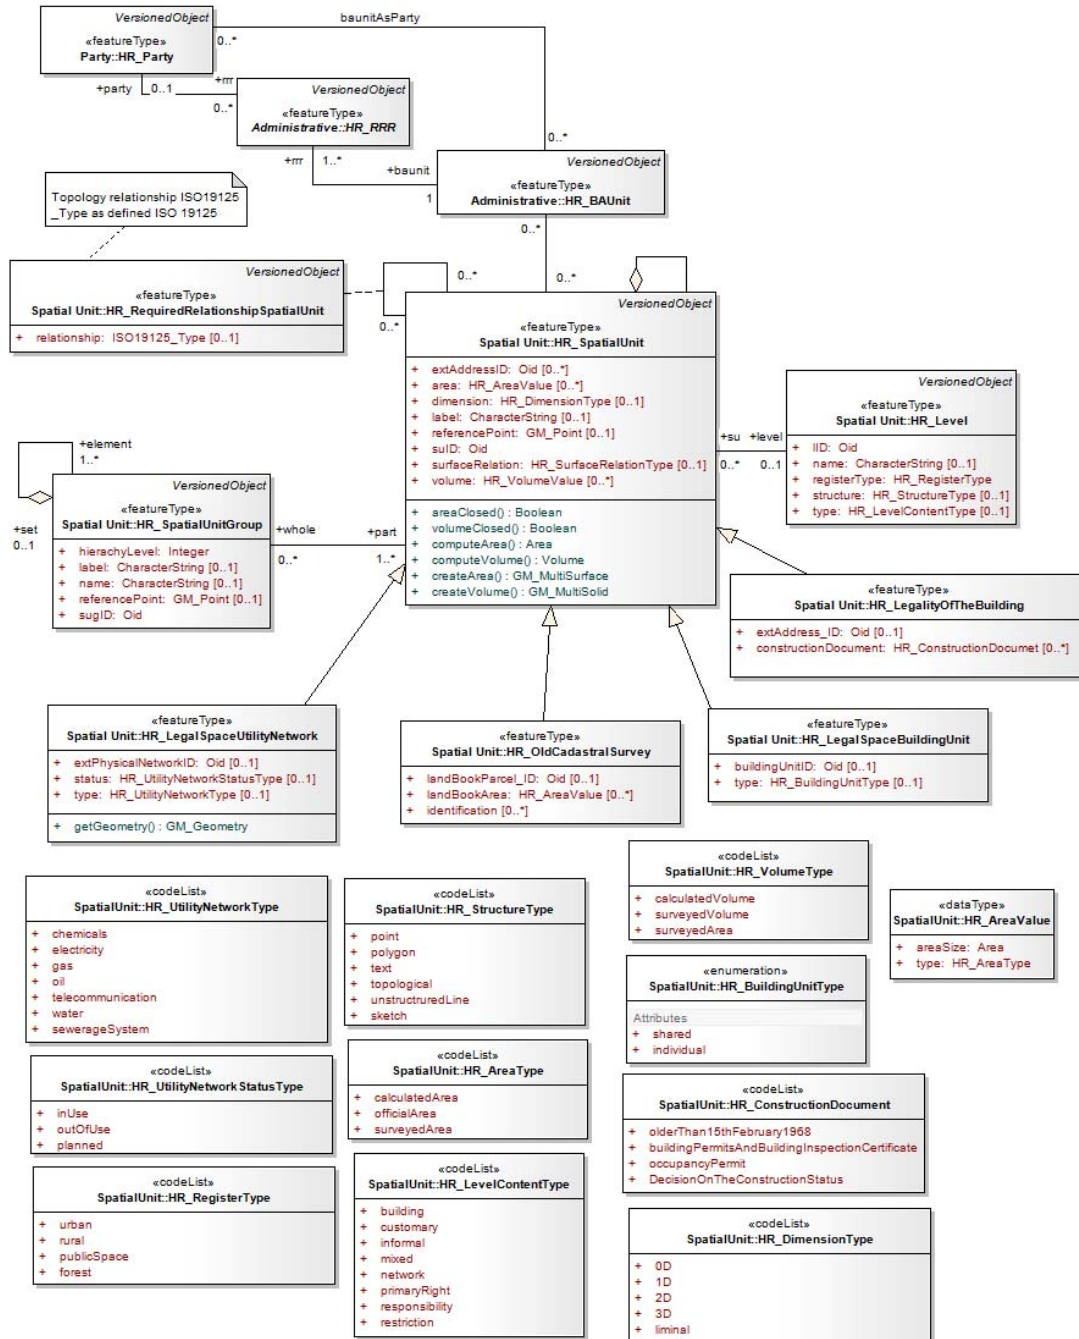 VersionedObject
«featureType»
Party::HR_Party
baunitAsParty
0..*
+party
0..1
+rrr
0..*
VersionedObject
«featureType»
Administrative::HR_RRR
0..*
+rrr
1..*
+baunit
1
VersionedObject
«featureType»
Administrative::HR_BAUnit
Topology relationship ISO19125
_Type as defined ISO 19125
0..*
0..*
0..*
0..*
VersionedObject
«featureType»
Spatial Unit::HR_RequiredRelationshipSpatialUnit
+ relationship: ISO19125_Type [0..1]
VersionedObject
«featureType»
Spatial Unit::HR_SpatialUnit
+ extAddressID: Oid [0..*]
+ area: HR_AreaValue [0..*]
+ dimension: HR_DimensionType [0..1]
+ label: CharacterString [0..1]
+ referencePoint: GM_Point [0..1]
+ suID: Oid
+ surfaceRelation: HR_SurfaceRelationType [0..1]
+ volume: HR_VolumeValue [0..*]
+ areaClosed() : Boolean
+ volumeClosed() : Boolean
+ computeArea() : Area
+ computeVolume() : Volume
+ createArea() : GM_MultiSurface
+ createVolume() : GM_MultiSolid
+su
0..*
+level
0..1
VersionedObject
«featureType»
Spatial Unit::HR_Level
+ lID: Oid
+ name: CharacterString [0..1]
+ registerType: HR_RegisterType
+ structure: HR_StructureType [0..1]
+ type: HR_LevelContentType [0..1]
+element
1..*
+set
0..1
VersionedObject
«featureType»
Spatial Unit::HR_SpatialUnitGroup
+ hierachyLevel: Integer
+ label: CharacterString [0..1]
+ name: CharacterString [0..1]
+ referencePoint: GM_Point [0..1]
+ sugID: Oid
+whole
0..*
+part
1..*
«featureType»
Spatial Unit::HR_LegalityOfTheBuilding
+ extAddress_ID: Oid [0..1]
+ constructionDocument: HR_ConstructionDocumet [0..*]
«featureType»
Spatial Unit::HR_LegalSpaceUtilityNetwork
+ extPhysicalNetworkID: Oid [0..1]
+ status: HR_UtilityNetworkStatusType [0..1]
+ type: HR_UtilityNetworkType [0..1]
+ getGeometry() : GM_Geometry
«featureType»
Spatial Unit::HR_OldCadastralSurvey
+ landBookParcel_ID: Oid [0..1]
+ landBookArea: HR_AreaValue [0..*]
+ identification [0..*]
«featureType»
Spatial Unit::HR_LegalSpaceBuildingUnit
+ buildingUnitID: Oid [0..1]
+ type: HR_BuildingUnitType [0..1]
«codeList»
SpatialUnit::HR_UtilityNetworkType
+ chemicals
+ electricity
+ gas
+ oil
+ telecommunication
+ water
+ sewerageSystem
«codeList»
SpatialUnit::HR_StructureType
+ point
+ polygon
+ text
+ topological
+ unstructruredLine
+ sketch
«codeList»
SpatialUnit::HR_VolumeType
+ calculatedVolume
+ surveyedVolume
+ surveyedArea
«dataType»
SpatialUnit::HR_AreaValue
+ areaSize: Area
+ type: HR_AreaType
«enumeration»
SpatialUnit::HR_BuildingUnitType
Attributes
+ shared
+ individual
«codeList»
SpatialUnit::HR_UtilityNetworkStatusType
+ inUse
+ outOfUse
+ planned
«codeList»
SpatialUnit::HR_AreaType
+ calculatedArea
+ officialArea
+ surveyedArea
«codeList»
SpatialUnit::HR_ConstructionDocument
+ olderThan15thFebruary1968
+ buildingPermitsAndBuildingInspectionCertificate
+ occupancyPermit
+ DecisionOnTheConstructionStatus
«codeList»
SpatialUnit::HR_RegisterType
+ urban
+ rural
+ publicSpace
+ forest
«codeList»
SpatialUnit::HR_LevelContentType
+ building
+ customary
+ informal
+ mixed
+ network
+ primaryRight
+ responsibility
+ restriction
«codeList»
SpatialUnit::HR_DimensionType
+ 0D
+ 1D
+ 2D
+ 3D
+ liminal